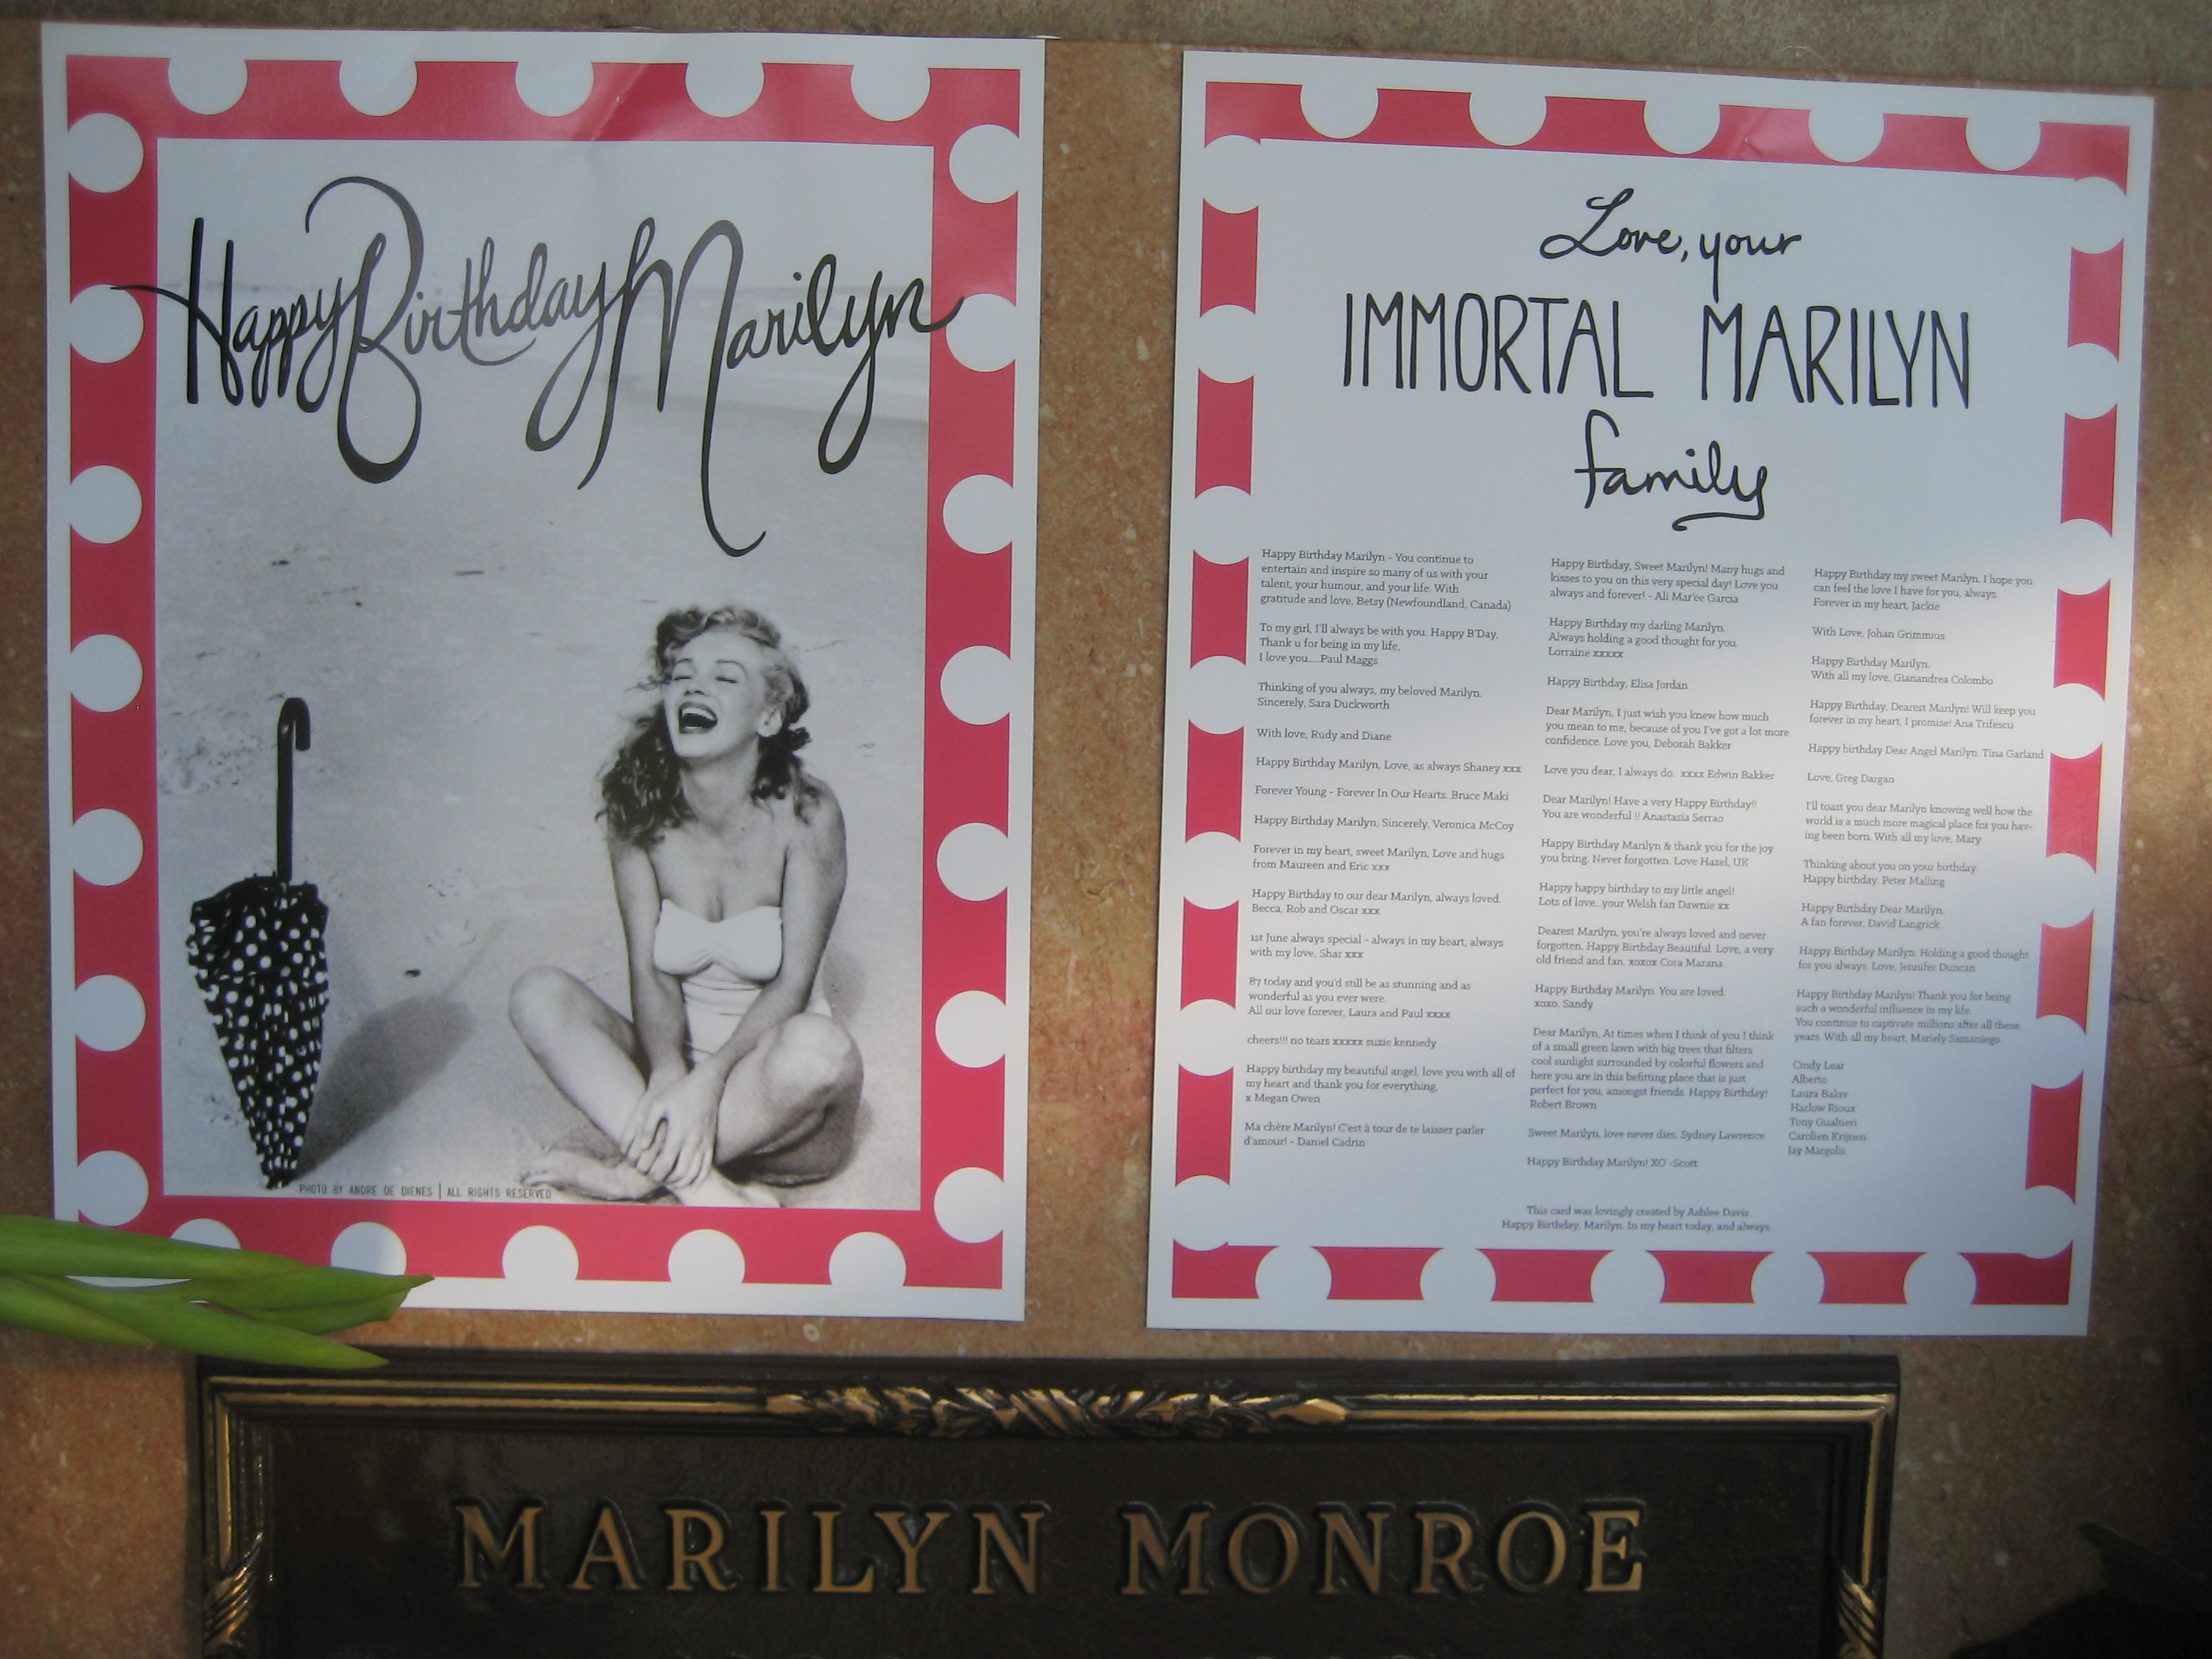 Happy Birthday Marilyn
PHOTO BY ANDRE DE DIENES | ALL RIGHTS RESERVED
Love, your
IMMORTAL MARILYN
family
Happy Birthday Marilyn - You continue to
entertain and inspire so many of us with your
talent, your humour, and your life. With
gratitude and love, Betsy (Newfoundland, Canada)
To my girl, I'll always be with you. Happy B'Day,
Thank u for being in my life,
I love you.....Paul Maggs
Thinking of you always, my beloved Marilyn.
Sincerely, Sara Duckworth
With love, Rudy and Diane
Happy Birthday Marilyn, Love, as always Shaney xxx
Forever Young - Forever In Our Hearts. Bruce Maki
Happy Birthday Marilyn, Sincerely, Veronica McCoy
Forever in my heart, sweet Marilyn, Love and hugs
from Maureen and Eric xxx
Happy Birthday to our dear Marilyn, always loved.
Becca, Rob and Oscar xxx
1st June always special - always in my heart, always
with my love, Shar xxx
87 today and you'd still be as stunning and as
wonderful as you ever were.
All our love forever, Laura and Paul xxxx
cheers!!! no tears xxxxx suzie kennedy
Happy birthday my beautiful angel, love you with all of
my heart and thank you for everything,
x Megan Owen
Ma chère Marilyn! C'est à tour de te laisser parler
d'amour! - Daniel Cadrin
Happy Birthday, Sweet Marilyn! Many hugs and
kisses to you on this very special day! Love you
always and forever! - Ali Mar'ee Garcia
Happy Birthday my darling Marilyn.
Always holding a good thought for you.
Lorraine xxxxx
Happy Birthday, Elisa Jordan
Dear Marilyn, I just wish you knew how much
you mean to me, because of you I've got a lot more
confidence. Love you, Deborah Bakker
Love you dear, I always do. xxxx Edwin Bakker
Dear Marilyn! Have a very Happy Birthday!!
You are wonderful !! Anastasia Serrao
Happy Birthday Marilyn & thank you for the joy
you bring. Never forgotten. Love Hazel, UK
Happy happy birthday to my little angel!
Lots of love...your Welsh fan Dawnie xx
Dearest Marilyn, you're always loved and never
forgotten. Happy Birthday Beautiful. Love, a very
old friend and fan. xoxox Cora Marana
Happy Birthday Marilyn. You are loved.
xoxo, Sandy
Dear Marilyn, At times when I think of you I think
of a small green lawn with big trees that filters
cool sunlight surrounded by colorful flowers and
here you are in this befitting place that is just
perfect for you, amongst friends. Happy Birthday!
Robert Brown
Sweet Marilyn, love never dies. Sydney Lawrence
Happy Birthday Marilyn! XO -Scott
Happy Birthday my sweet Marilyn. I hope you
can feel the love I have for you, always.
Forever in my heart, Jackie
With Love, Johan Grimmius
Happy Birthday Marilyn.
With all my love, Gianandrea Colombo
Happy Birthday, Dearest Marilyn! Will keep you
forever in my heart, I promise! Ana Trifescu
Happy birthday Dear Angel Marilyn. Tina Garland
Love, Greg Dargan
I'll toast you dear Marilyn knowing well how the
world is a much more magical place for you hav-
ing been born. With all my love, Mary
Thinking about you on your birthday.
Happy birthday. Peter Malling
Happy Birthday Dear Marilyn.
A fan forever, David Langrick
Happy Birthday Marilyn. Holding a good thought
for you always. Love, Jennifer Duncan
Happy Birthday Marilyn! Thank you for being
such a wonderful influence in my life.
You continue to captivate millions after all these
years. With all my heart, Mariely Samaniego
Cindy Lear
Alberto
Laura Baker
Harlow Rioux
Tony Gualtieri
Carolien Krijnen
Jay Margolis
This card was lovingly created by Ashlee Davis
Happy Birthday, Marilyn. In my heart today, and always.
MARILYN MONROE